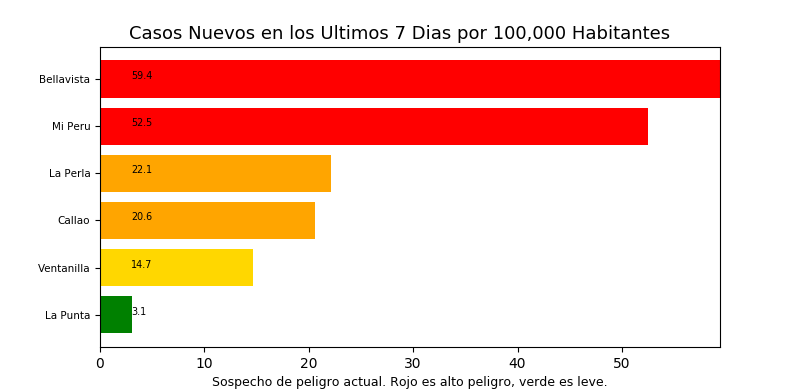 Casos Nuevos en los Ultimos 7 Dias por 100,000 Habitantes
Bellavista 59.4
Mi Peru 52.5
La Perla 22.1
Callao 20.6
Ventanilla 14.7
La Punta 3.1
0 10 20 30 40 50
Sospecho de peligro actual. Rojo es alto peligro, verde es leve.